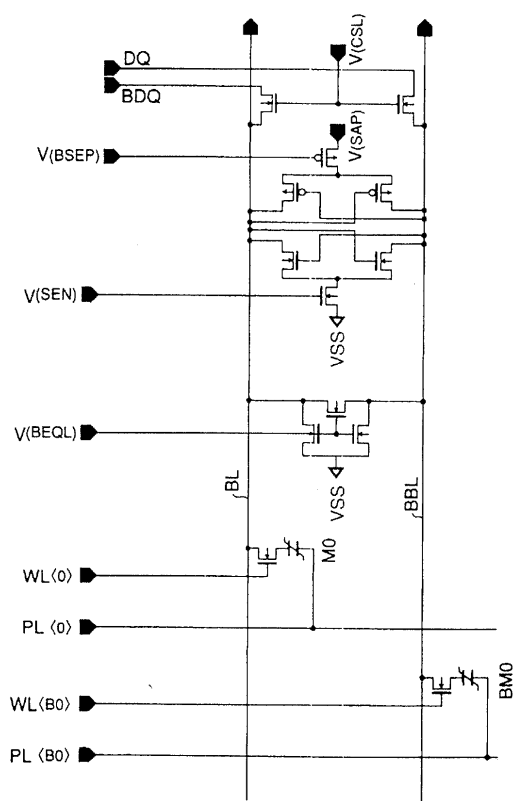 DQ
BDQ
V(CSL)
V(BSEP)
V(SAP)
V(SEN)
VSS
V(BEQL)
VSS
BL
BBL
WL⟨0⟩
M0
PL ⟨0⟩
WL⟨B0⟩
BM0
PL ⟨B0⟩